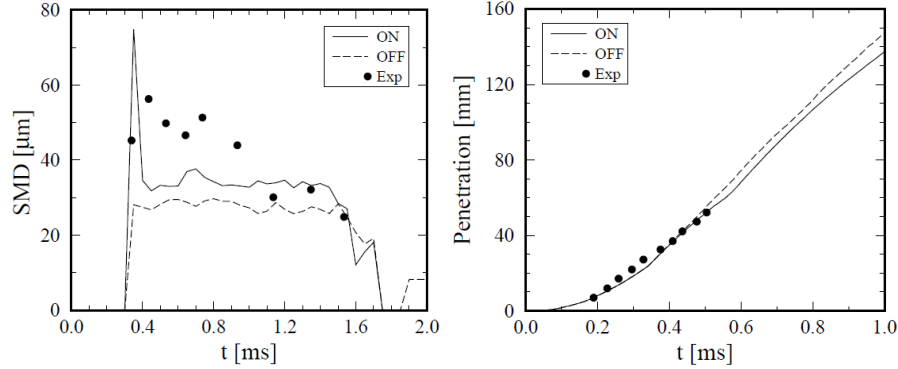 80
60
40
20
0
SMD [µm]
ON
OFF
Exp
0.0 0.4 0.8 1.2 1.6 2.0
t [ms]
160
120
80
40
0
Penetration [mm]
ON
OFF
Exp
0.0 0.2 0.4 0.6 0.8 1.0
t [ms]